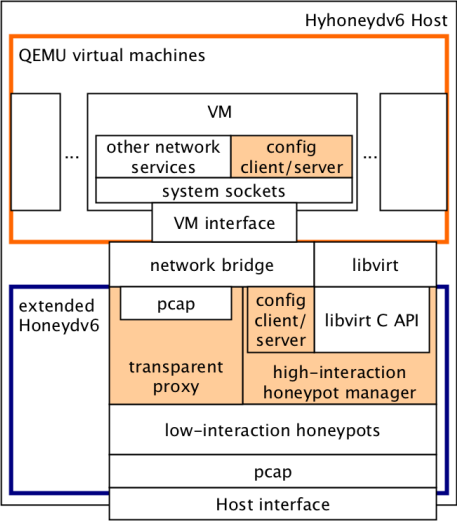 Hyhoneydv6 Host
QEMU virtual machines
VM
...
...
other network
services
config
client/server
system sockets
VM interface
network bridge
libvirt
extended
Honeydv6
pcap
config
client/
server
libvirt C API
transparent
proxy
high-interaction
honeypot manager
low-interaction honeypots
pcap
Host interface